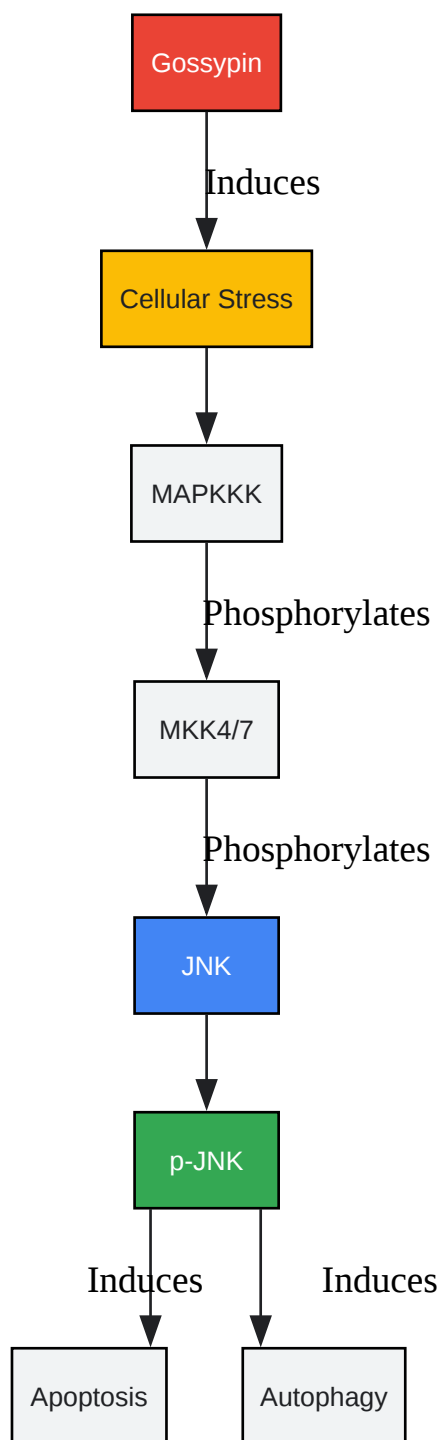 Gossypin
Induces
Cellular Stress
MAPKKK
Phosphorylates
MKK4/7
Phosphorylates
JNK
p-JNK
Induces
Induces
Apoptosis
Autophagy